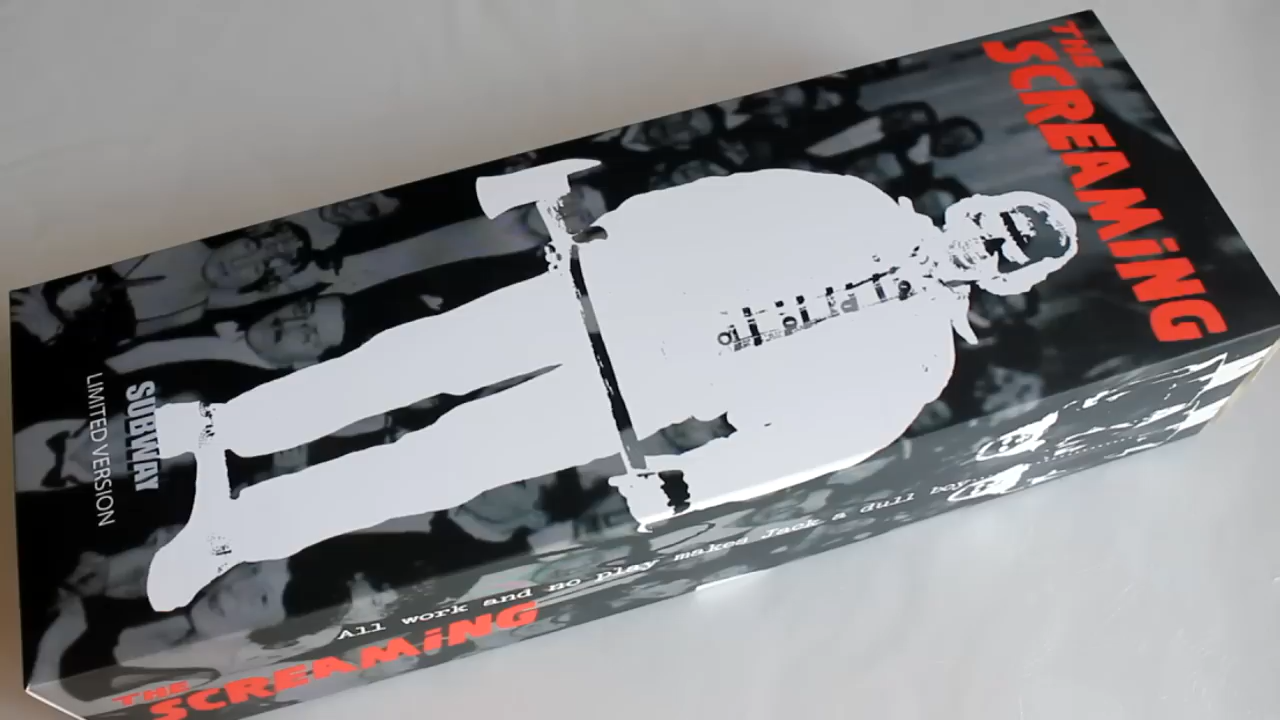 THE
SCREAMiNG
SUBWAY
LIMITED VERSION
All work and no play makes Jack a dull boy.
THE
SCREAMiNG